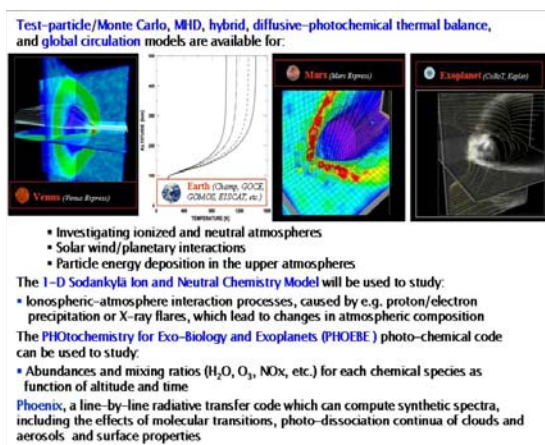 Test-particle/Monte Carlo, MHD, hybrid, diffusive-photochemical thermal balance,
and global circulation models are available for:
Venus (Venus Express)
ALTITUDE [km]
Earth (Champ, GOCE,
GOMOS, EISCAT, etc.)
TEMPERATURE [K]
Mars (Mars Express)
Exoplanet
(CoRoT, Kepler)
▪ Investigating ionized and neutral atmospheres
▪ Solar wind/planetary interactions
▪ Particle energy deposition in the upper atmospheres
The 1-D Sodankylä Ion and Neutral Chemistry Model will be used to study:
▪ Ionospheric-atmosphere interaction processes, caused by e.g. proton/electron
precipitation or X-ray flares, which lead to changes in atmospheric composition
The PHOtochemistry for Exo-Biology and Exoplanets (PHOEBE ) photo-chemical code
can be used to study:
▪ Abundances and mixing ratios (H₂O, O₃, NOx, etc.) for each chemical species as
function of altitude and time
Phoenix, a line-by-line radiative transfer code which can compute synthetic spectra,
including the effects of molecular transitions, photo-dissociation continua of clouds and
aerosols and surface properties